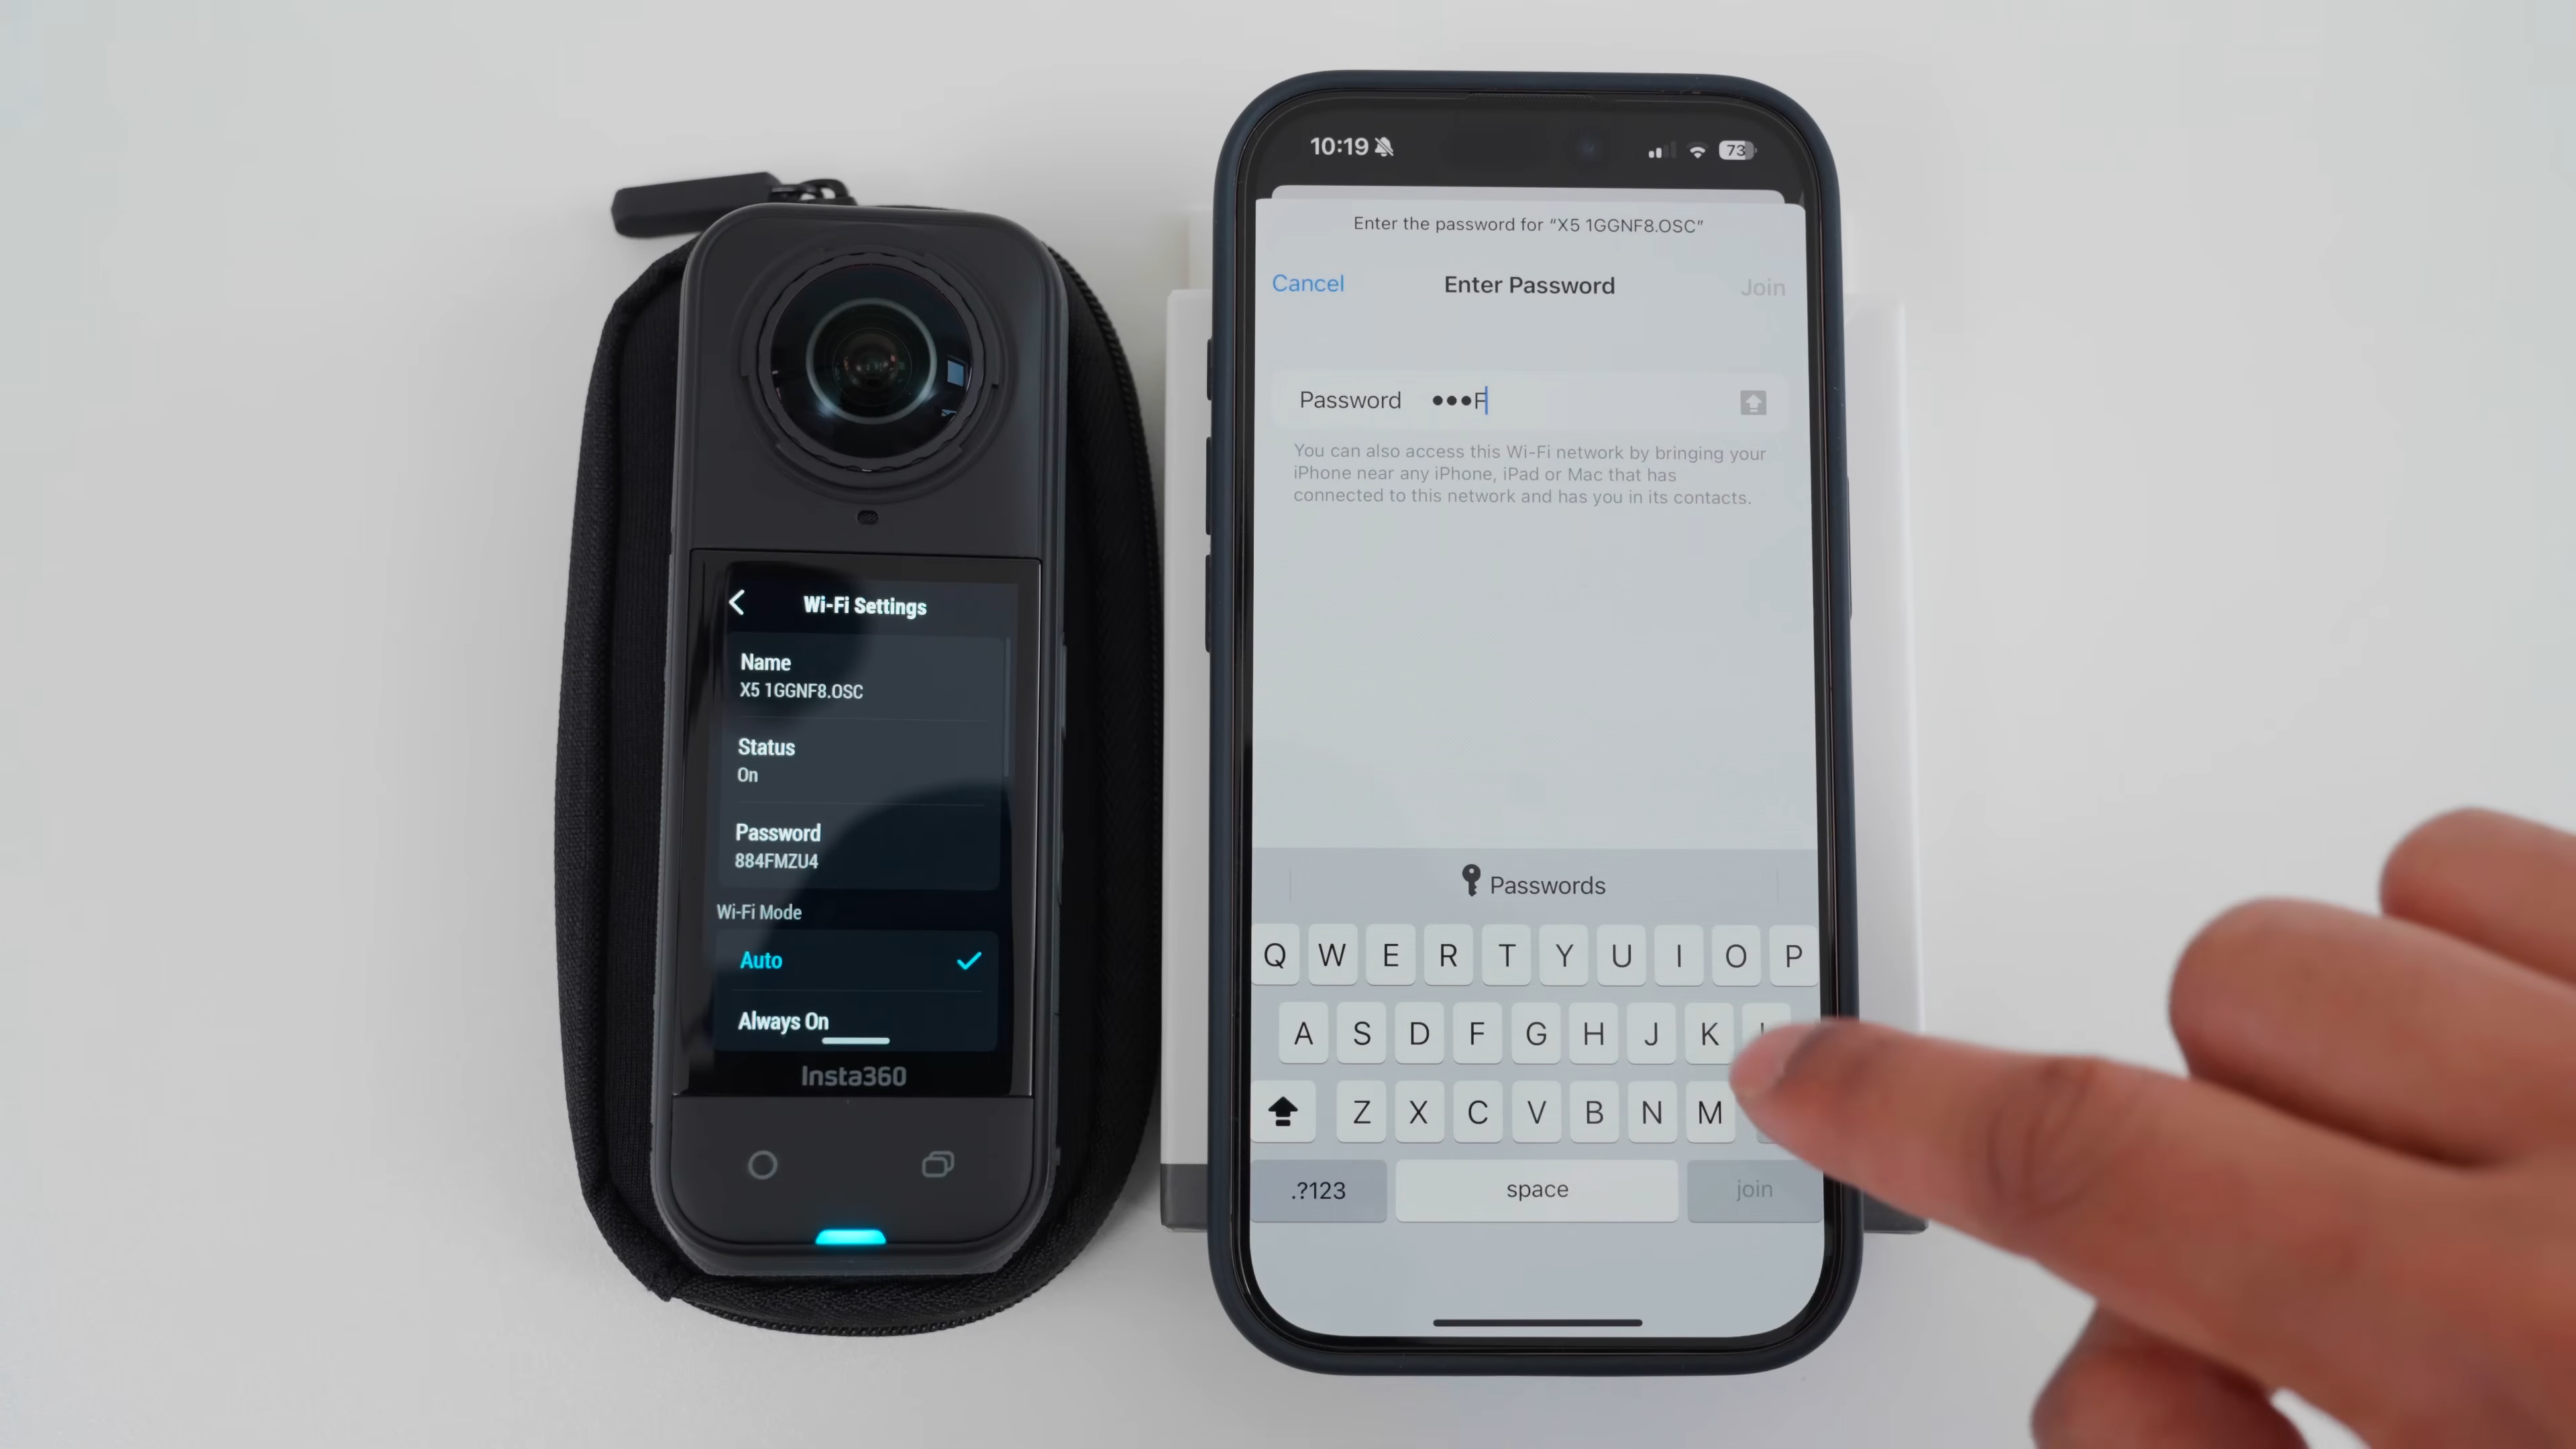 Wi-Fi Settings
Name
X5 1GGNF8.OSC
Status
On
Password
884FMZU4
Wi-Fi Mode
Auto
Always On
Insta360
10:19
73
Enter the password for “X5 1GGNF8.OSC”
Cancel
Enter Password
Join
Password •••F
You can also access this Wi-Fi network by bringing your
iPhone near any iPhone, iPad or Mac that has
connected to this network and has you in its contacts.
Passwords
Q W E R T Y U I O P
A S D F G H J K
Z X C V B N M
.?123 space join